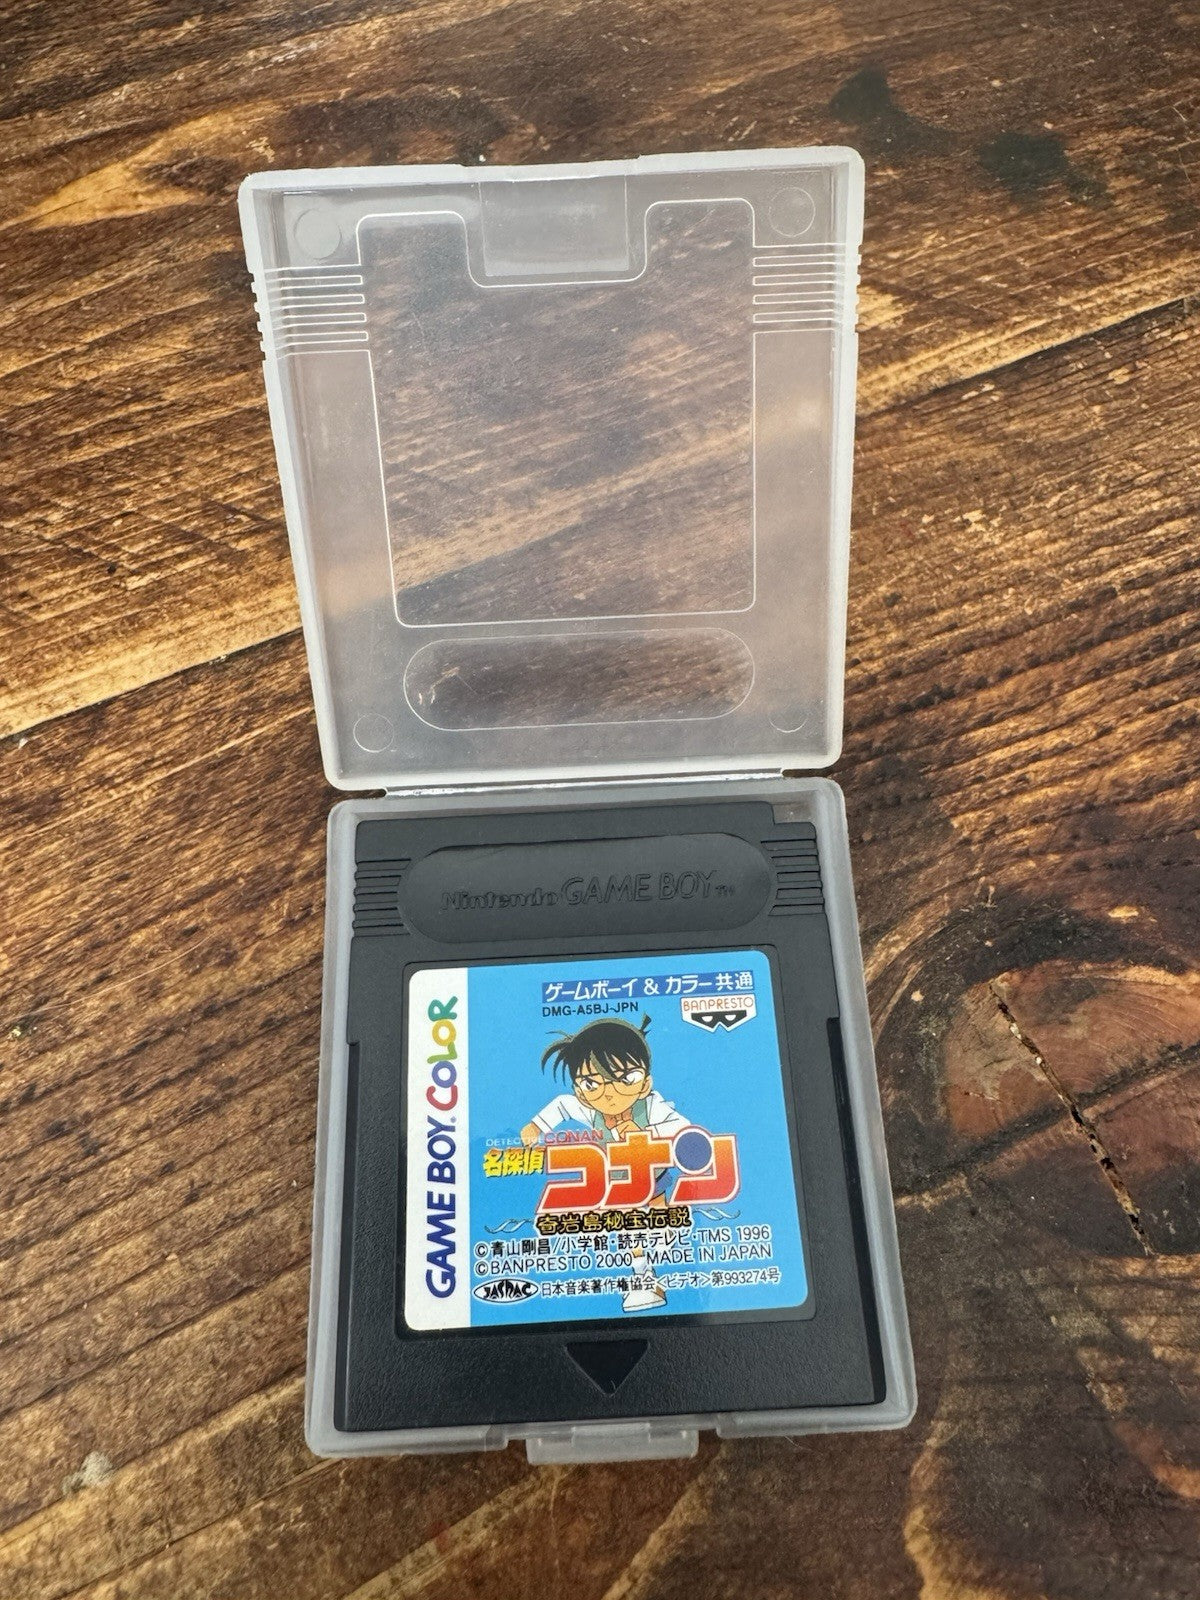 Nintendo GAME BOY™
GAME BOY COLOR
ゲームボーイ & カラー共通
DMG-A5BJ-JPN
BANPRESTO
DETECTIVE CONAN
名探偵
コナン
奇岩島秘宝伝説
©青山剛昌/小学館・読売テレビ・TMS 1996
©BANPRESTO 2000 MADE IN JAPAN
JASRAC 日本音楽著作権協会<ビデオ>第993274号